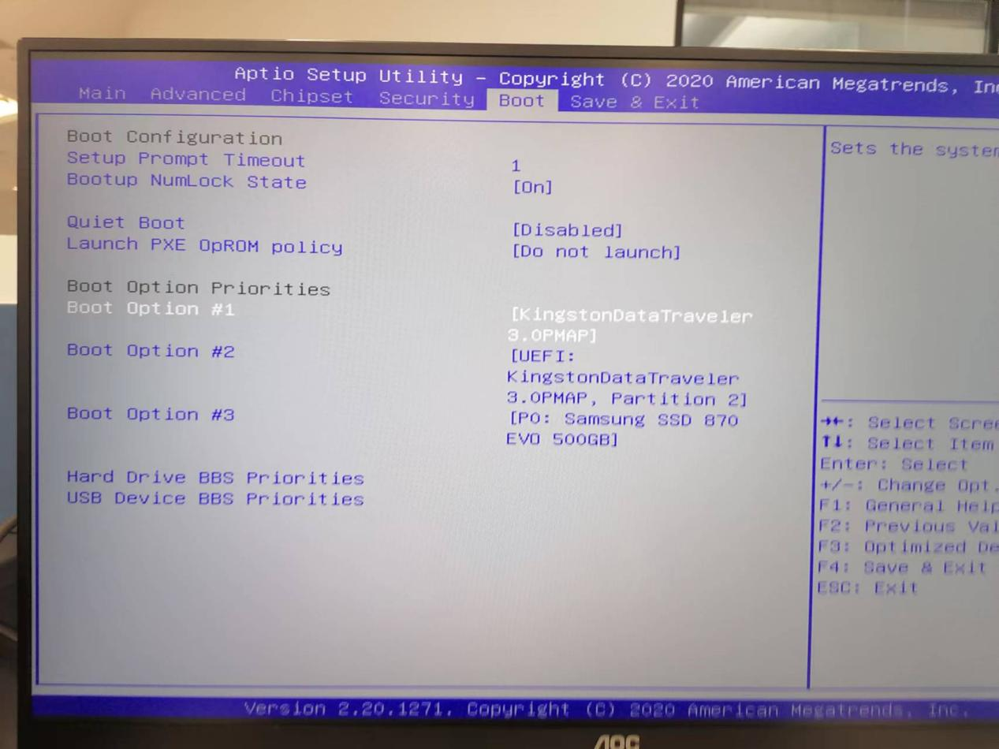 Aptio Setup Utility – Copyright (C) 2020 American Megatrends, Inc
Main Advanced Chipset Security Boot Save & Exit
Boot Configuration
Setup Prompt Timeout 1
Bootup NumLock State [On]
Quiet Boot [Disabled]
Launch PXE OpROM policy [Do not launch]
Boot Option Priorities
Boot Option #1 [KingstonDataTraveler
3.0PMAP]
Boot Option #2 [UEFI:
KingstonDataTraveler
3.0PMAP, Partition 2]
Boot Option #3 [P0: Samsung SSD 870
EVO 500GB]
Hard Drive BBS Priorities
USB Device BBS Priorities
Sets the system
→←: Select Scree
↑↓: Select Item
Enter: Select
+/-: Change Opt.
F1: General Help
F2: Previous Val
F3: Optimized De
F4: Save & Exit
ESC: Exit
Version 2.20.1271. Copyright (C) 2020 American Megatrends, Inc.
AOC